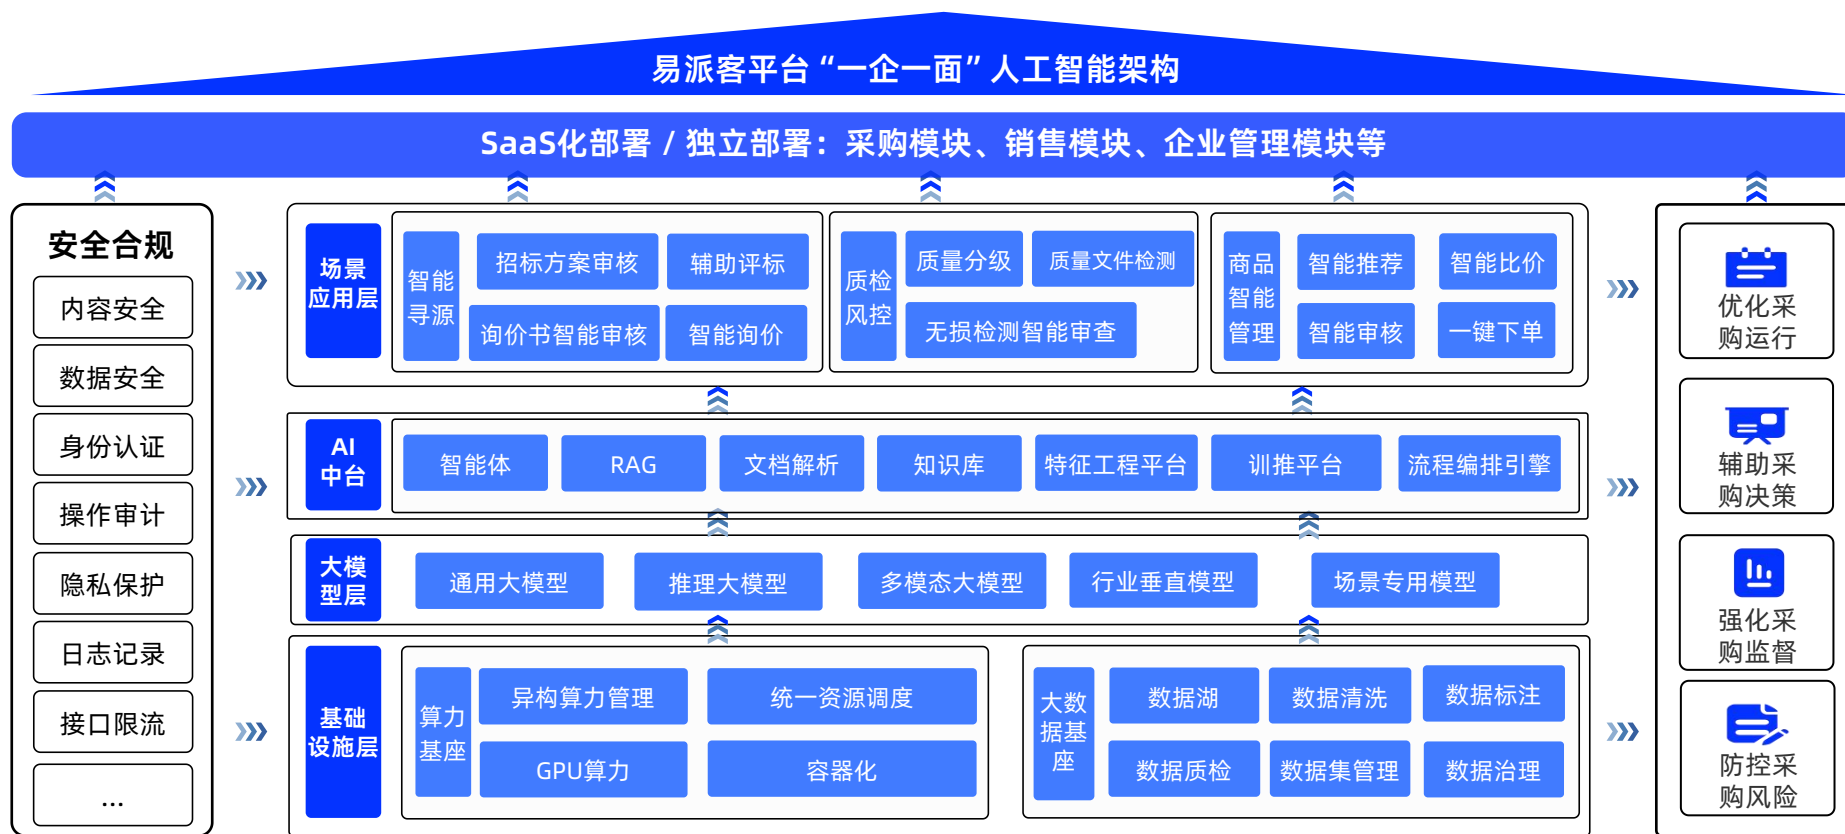 易派客平台“一企一面”人工智能架构
SaaS化部署 / 独立部署：采购模块、销售模块、企业管理模块等
安全合规
内容安全
数据安全
身份认证
操作审计
隐私保护
日志记录
接口限流
...
场景
应用层
智能
寻源
招标方案审核
辅助评标
询价书智能审核
智能询价
质检
风控
质量分级
质量文件检测
无损检测智能审查
商品
智能
管理
智能推荐
智能比价
智能审核
一键下单
AI
中台
智能体
RAG
文档解析
知识库
特征工程平台
训推平台
流程编排引擎
大模
型层
通用大模型
推理大模型
多模态大模型
行业垂直模型
场景专用模型
基础
设施层
算力
基座
异构算力管理
统一资源调度
GPU算力
容器化
大数
据基
座
数据湖
数据清洗
数据标注
数据质检
数据集管理
数据治理
优化采
购运行
辅助采
购决策
强化采
购监督
防控采
购风险